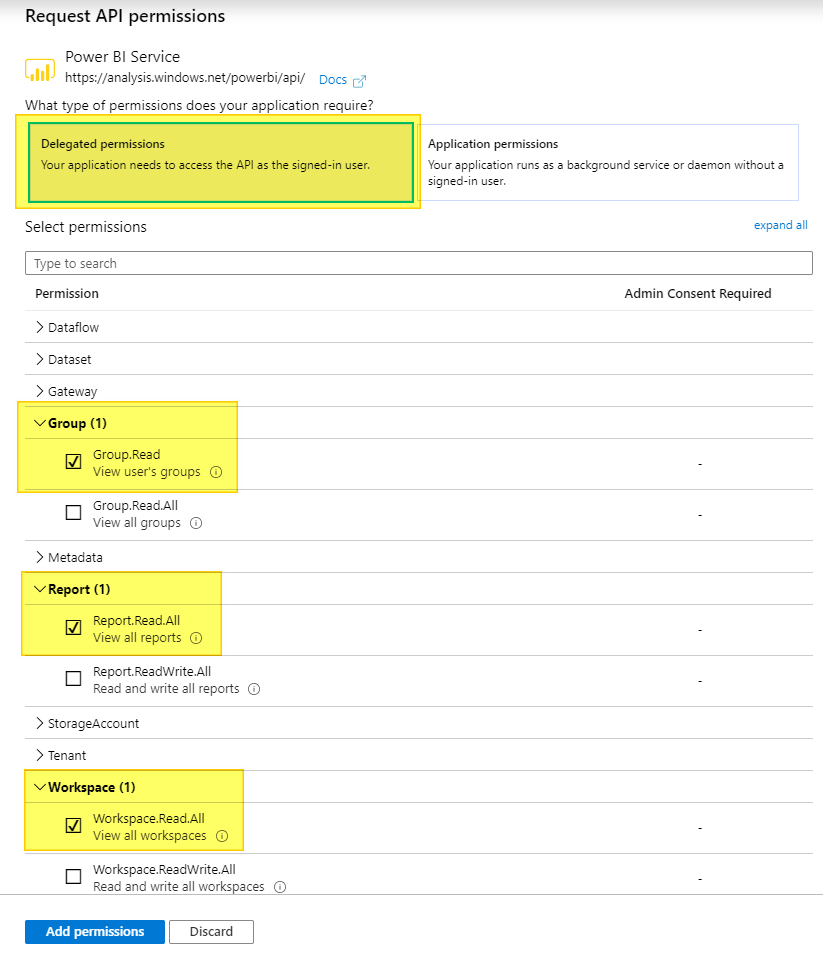 Request API permissions
Power BI Service
https://analysis.windows.net/powerbi/api/ Docs
What type of permissions does your application require?
Delegated permissions
Your application needs to access the API as the signed-in user.
Application permissions
Your application runs as a background service or daemon without a
signed-in user.
Select permissions
expand all
Type to search
Permission
Admin Consent Required
Dataflow
Dataset
Gateway
Group (1)
Group.Read
View user's groups
-
Group.Read.All
View all groups
-
Metadata
Report (1)
Report.Read.All
View all reports
-
Report.ReadWrite.All
Read and write all reports
-
StorageAccount
Tenant
Workspace (1)
Workspace.Read.All
View all workspaces
-
Workspace.ReadWrite.All
Read and write all workspaces
-
Add permissions
Discard